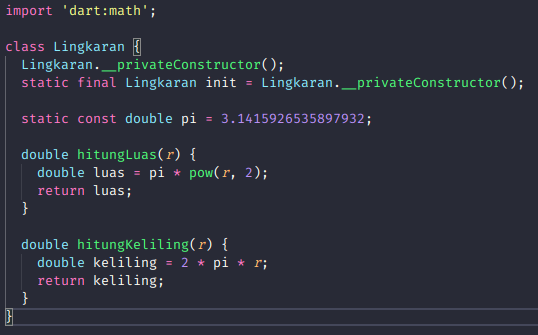 import 'dart:math';
class Lingkaran {
Lingkaran.__privateConstructor();
static final Lingkaran init = Lingkaran.__privateConstructor();
static const double pi = 3.1415926535897932;
double hitungLuas(r) {
double luas = pi * pow(r, 2);
return luas;
}
double hitungKeliling(r) {
double keliling = 2 * pi * r;
return keliling;
}
}